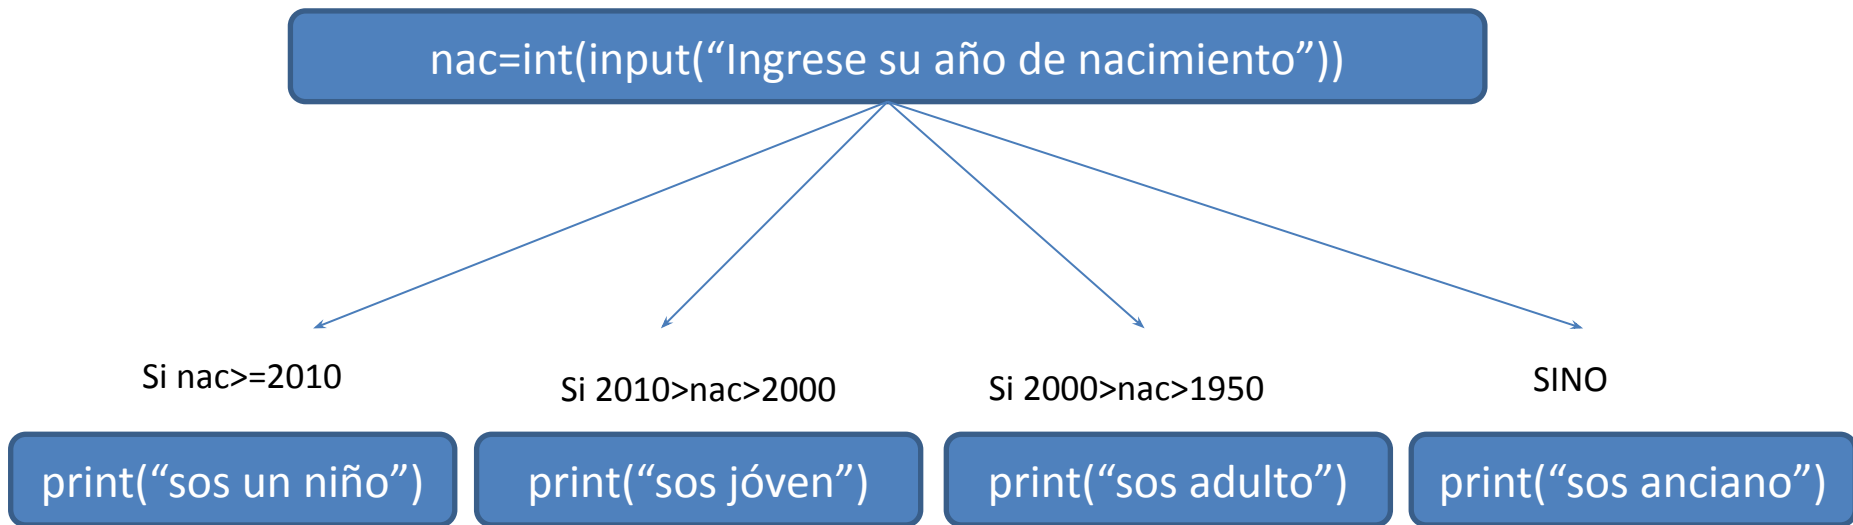 nac=int(input(“Ingrese su año de nacimiento”))
Si nac>=2010
Si 2010>nac>2000
Si 2000>nac>1950
SINO
print(“sos un niño”)
print(“sos jóven”)
print(“sos adulto”)
print(“sos anciano”)